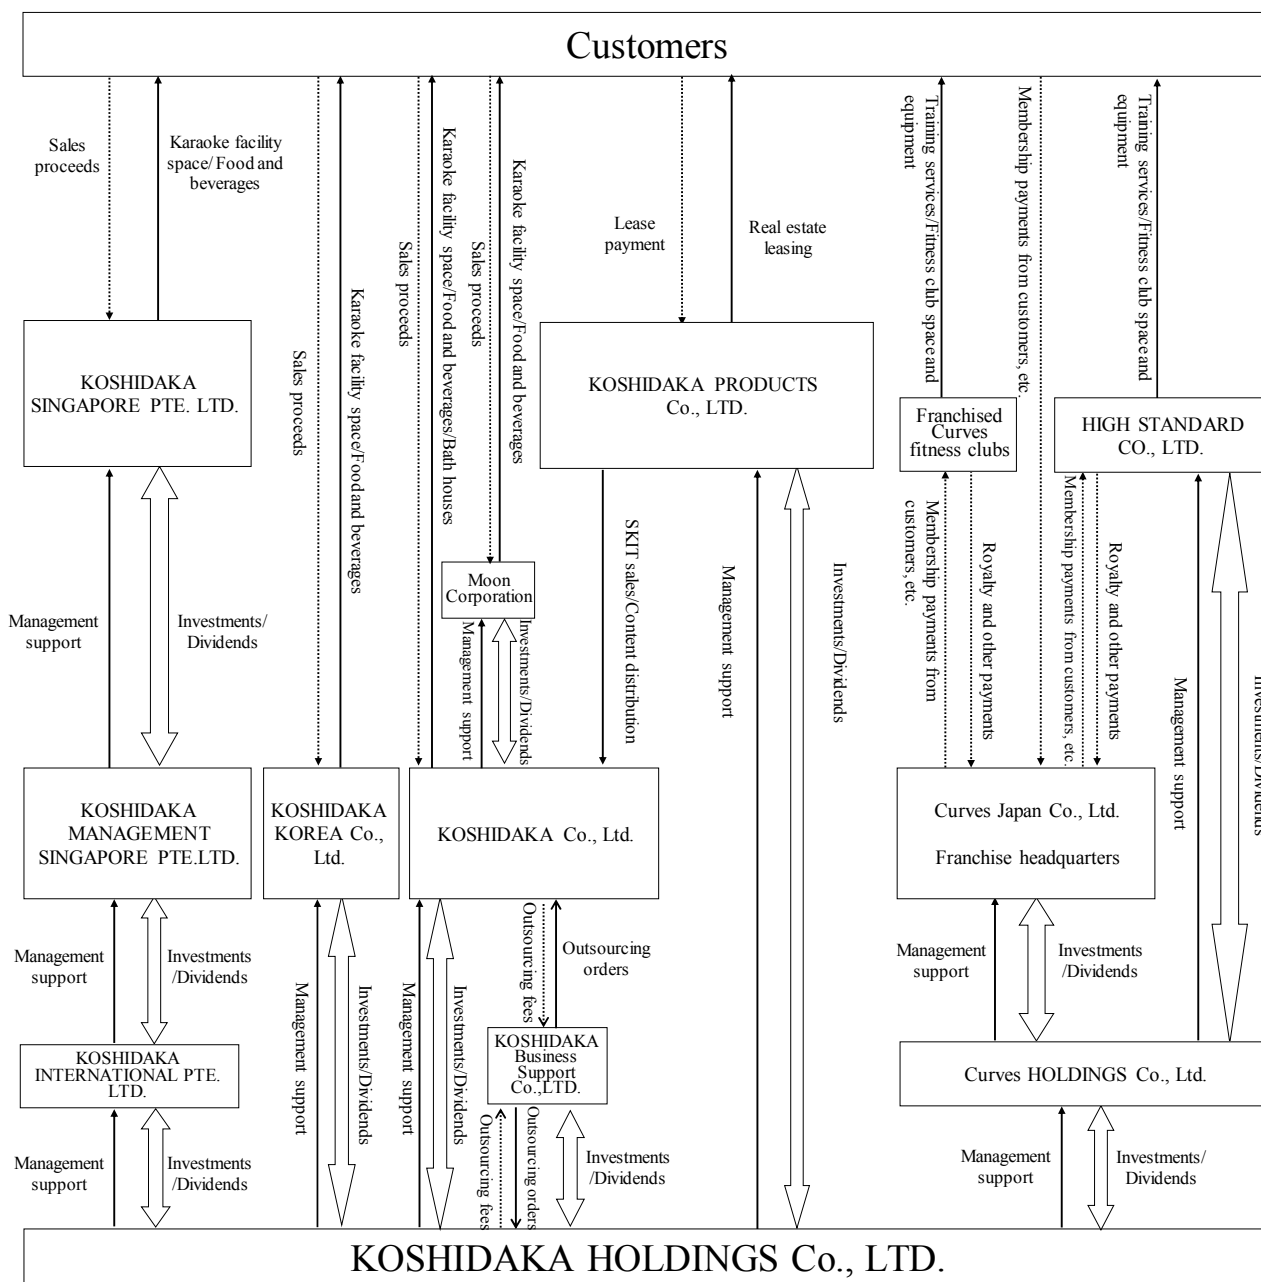 Customers
Sales
proceeds
Karaoke facility
space/ Food and
beverages
Sales proceeds
Karaoke facility space/Food and beverages
Sales proceeds
Karaoke facility space/Food and beverages/Bath houses
Sales proceeds
Karaoke facility space/Food and beverages
Lease
payment
Real estate
leasing
Training services/Fitness club space and
equipment
Membership payments from customers, etc.
Training services/Fitness club space and
equipment
KOSHIDAKA
SINGAPORE PTE. LTD.
KOSHIDAKA PRODUCTS
Co., LTD.
Franchised
Curves
fitness clubs
HIGH STANDARD
CO., LTD.
Management
support
Investments/
Dividends
Moon
Corporation
Management support
Investments/Dividends
SKIT sales/Content distribution
Management support
Investments/Dividends
Membership payments from
customers, etc.
Royalty and other payments
Membership payments from customers, etc.
Royalty and other payments
Management support
Investments/Dividends
KOSHIDAKA
MANAGEMENT
SINGAPORE PTE.LTD.
KOSHIDAKA
KOREA Co.,
Ltd.
KOSHIDAKA Co., Ltd.
Curves Japan Co., Ltd.
Franchise headquarters
Management
support
Investments
/Dividends
Management support
Investments/Dividends
Management support
Investments/Dividends
Outsourcing fees
Outsourcing
orders
Management
support
Investments
/Dividends
KOSHIDAKA
INTERNATIONAL PTE.
LTD.
KOSHIDAKA
Business
Support
Co.,LTD.
Curves HOLDINGS Co., Ltd.
Management
support
Investments
/Dividends
Outsourcing fees
Outsourcing orders
Investments
/Dividends
Management
support
Investments/
Dividends
KOSHIDAKA HOLDINGS Co., LTD.